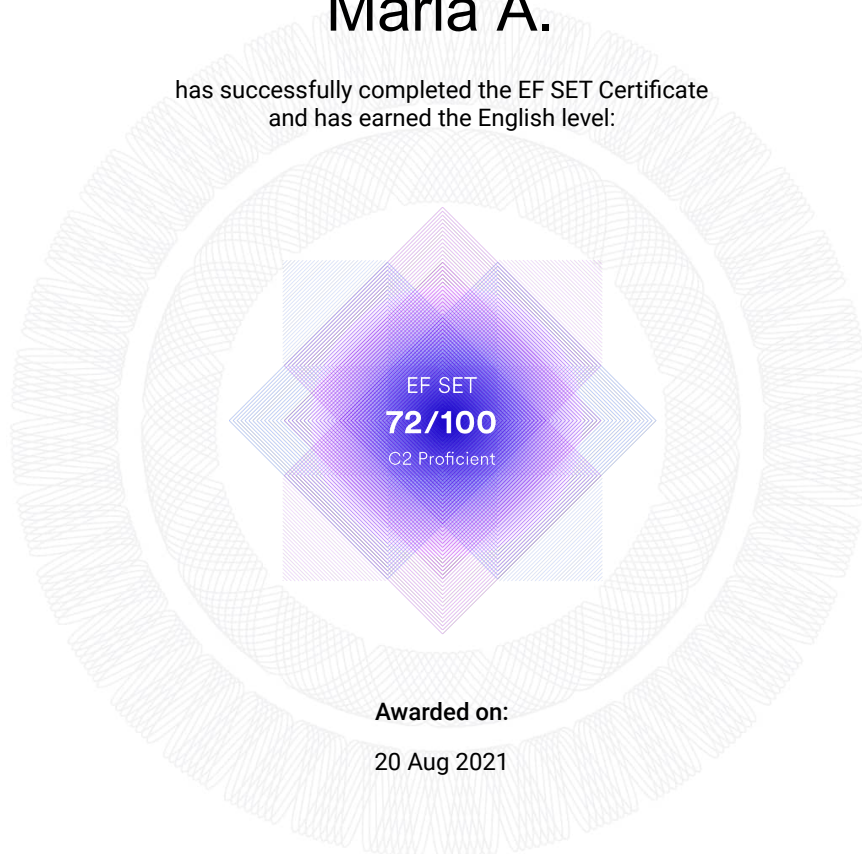 Maria A.
has successfully completed the EF SET Certificate
and has earned the English level:
EF SET
72/100
C2 Proficient
Awarded on:
20 Aug 2021